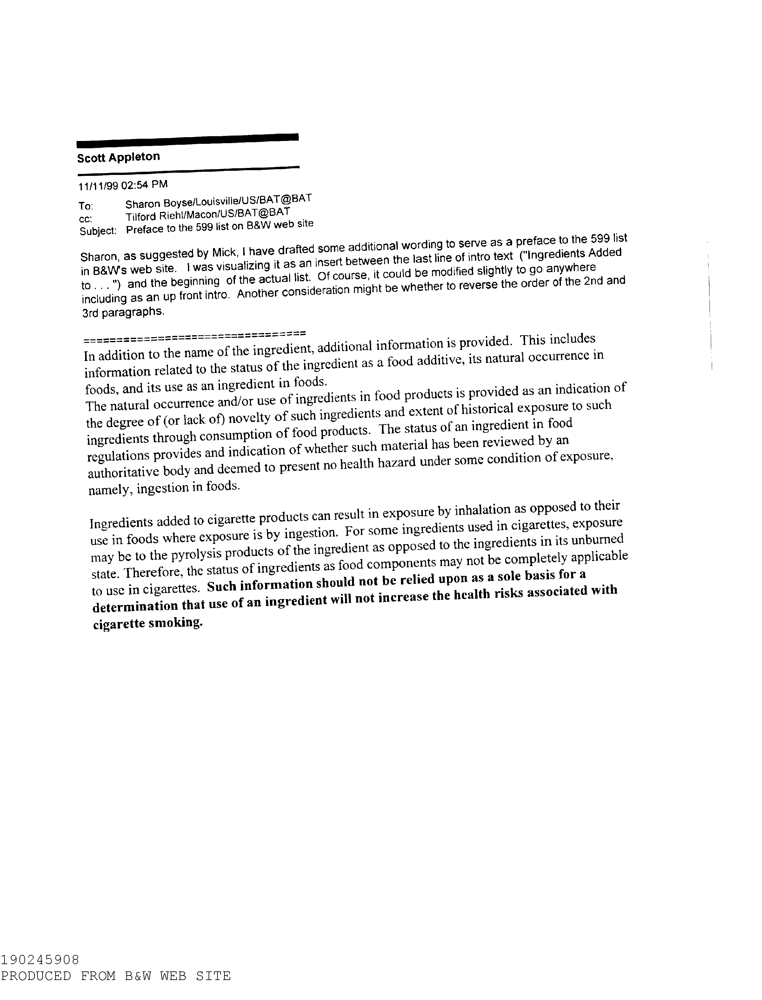 Scott Appleton
11/11/99 02:54 PM
To: Sharon Boyse/Louisville/US/BAT@BAT
cc: Tilford Riehl/Macon/US/BAT@BAT
Subject: Preface to the 599 list on B&W web site
Sharon, as suggested by Mick, I have drafted some additional wording to serve as a preface to the 599 list
in B&W's web site. I was visualizing it as an insert between the last line of intro text ("Ingredients Added
to . . . ") and the beginning of the actual list. Of course, it could be modified slightly to go anywhere
including as an up front intro. Another consideration might be whether to reverse the order of the 2nd and
3rd paragraphs.
=================================
In addition to the name of the ingredient, additional information is provided. This includes
information related to the status of the ingredient as a food additive, its natural occurrence in
foods, and its use as an ingredient in foods.
The natural occurrence and/or use of ingredients in food products is provided as an indication of
the degree of (or lack of) novelty of such ingredients and extent of historical exposure to such
ingredients through consumption of food products. The status of an ingredient in food
regulations provides and indication of whether such material has been reviewed by an
authoritative body and deemed to present no health hazard under some condition of exposure,
namely, ingestion in foods.
Ingredients added to cigarette products can result in exposure by inhalation as opposed to their
use in foods where exposure is by ingestion. For some ingredients used in cigarettes, exposure
may be to the pyrolysis products of the ingredient as opposed to the ingredients in its unburned
state. Therefore, the status of ingredients as food components may not be completely applicable
to use in cigarettes. Such information should not be relied upon as a sole basis for a
determination that use of an ingredient will not increase the health risks associated with
cigarette smoking.
190245908
PRODUCED FROM B&W WEB SITE